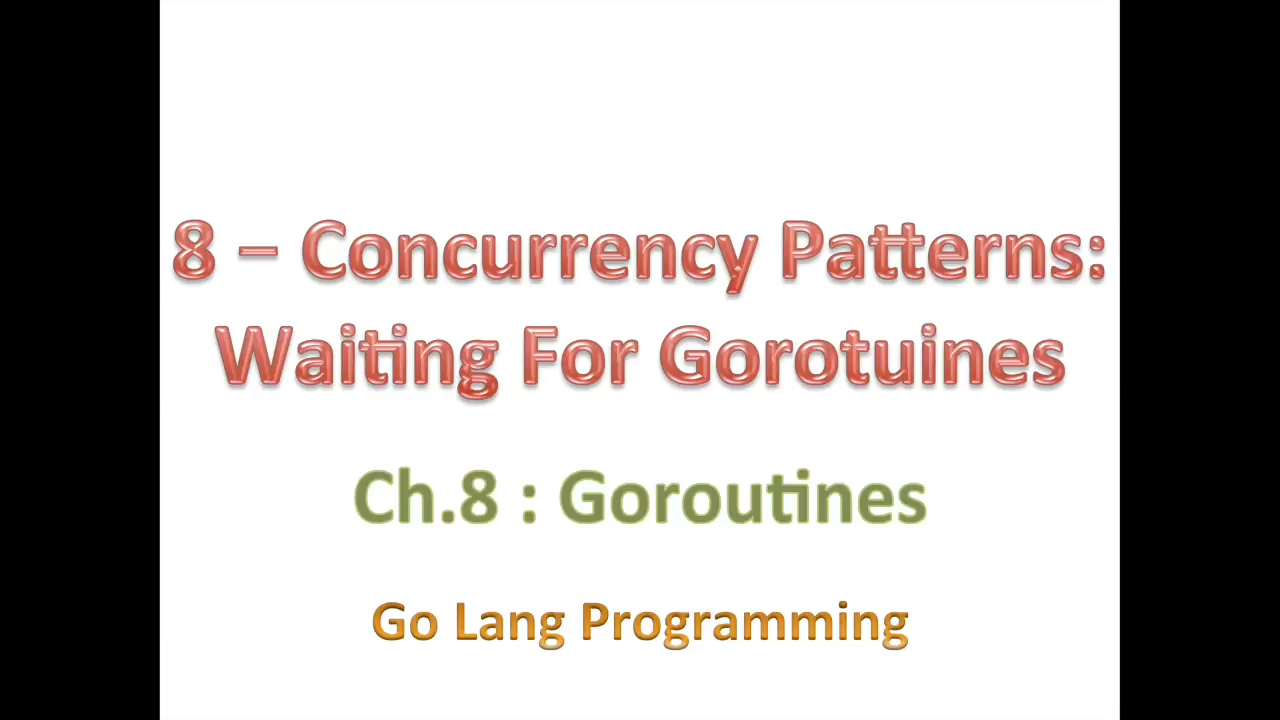 8 – Concurrency Patterns:
Waiting For Gorotuines
Ch.8 : Goroutines
Go Lang Programming